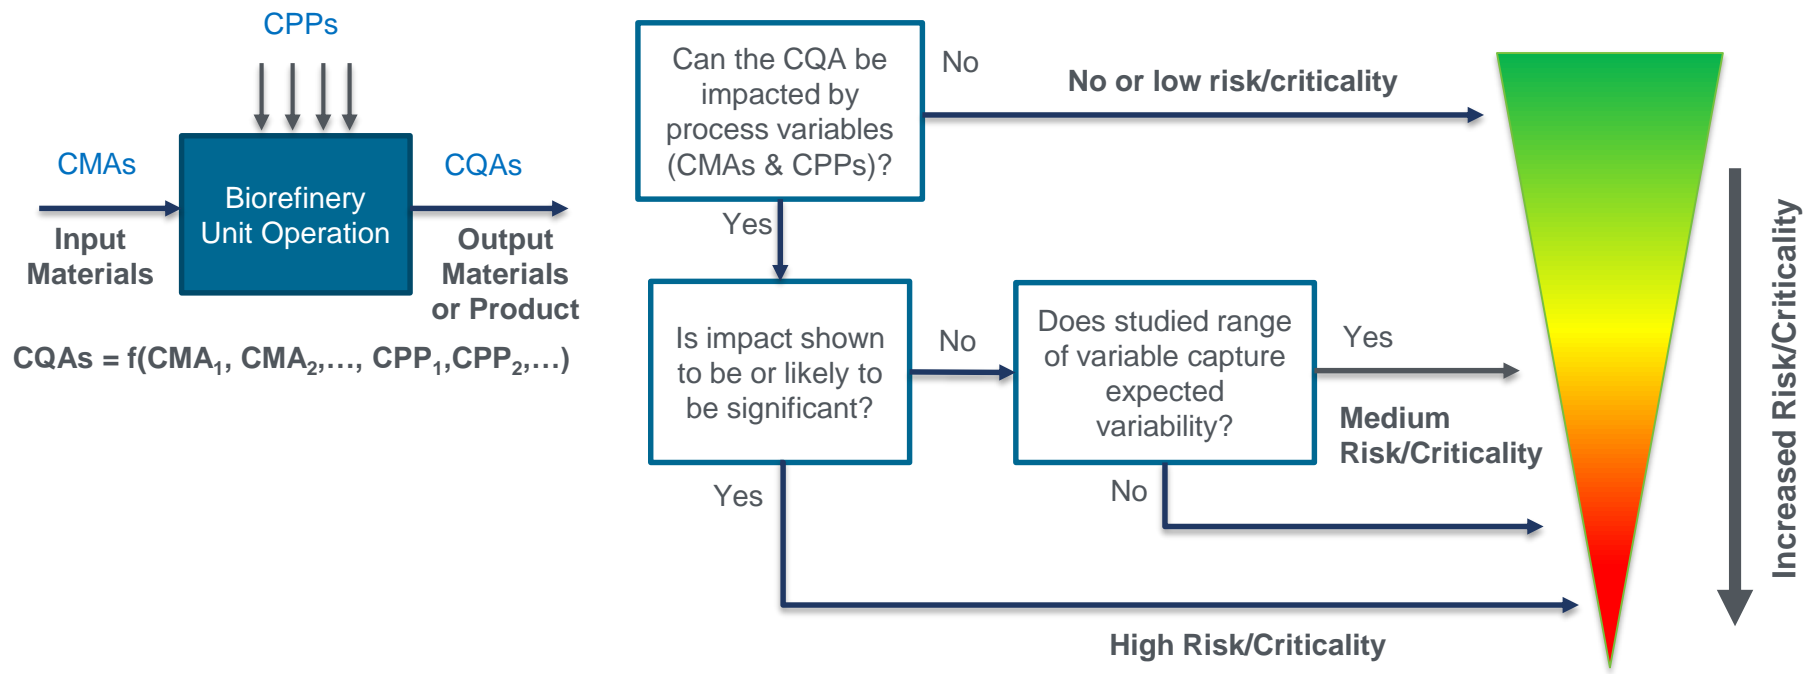 CPPs
CMAs
Biorefinery
Unit Operation
CQAs
Input
Materials
Output
Materials
or Product
CQAs = f(CMA1, CMA2,…, CPP1,CPP2,…)
Can the CQA be
impacted by
process variables
(CMAs & CPPs)?
No
No or low risk/criticality
Yes
Is impact shown
to be or likely to
be significant?
No
Does studied range
of variable capture
expected
variability?
Yes
Medium
Risk/Criticality
No
Yes
High Risk/Criticality
Increased Risk/Criticality